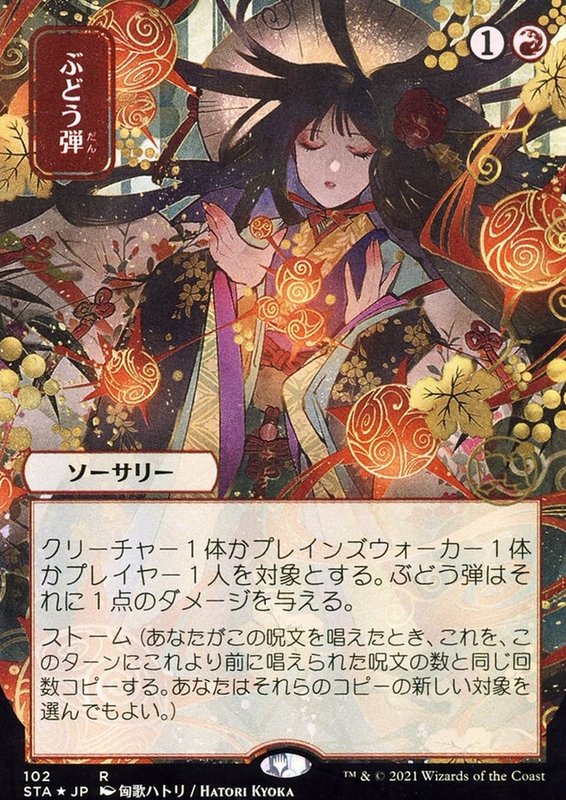 ぶどう弾
だん
1
ソーサリー
クリーチャー１体かプレインズウォーカー１体
かプレイヤー１人を対象とする。ぶどう弾はそ
れに１点のダメージを与える。
ストーム（あなたがこの呪文を唱えたとき、これを、こ
のターンにこれより前に唱えられた呪文の数と同じ回
数コピーする。あなたはそれらのコピーの新しい対象を
選んでもよい。）
102 R
STA ★ JP 匈歌ハトリ / HATORI KYOKA
™ & © 2021 Wizards of the Coast